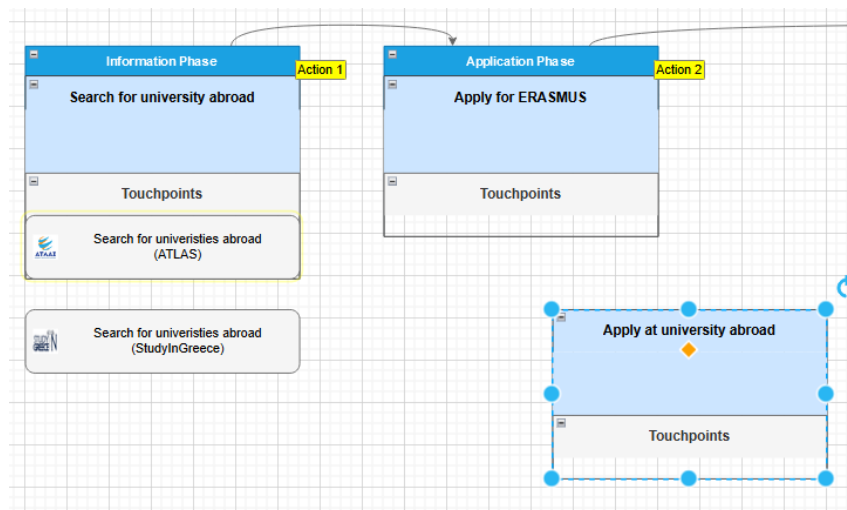 Information Phase
Action 1
Search for university abroad
Touchpoints
Search for univeristies abroad
(ATLAS)
Search for univeristies abroad
(StudyInGreece)
Application Phase
Action 2
Apply for ERASMUS
Touchpoints
Apply at university abroad
Touchpoints